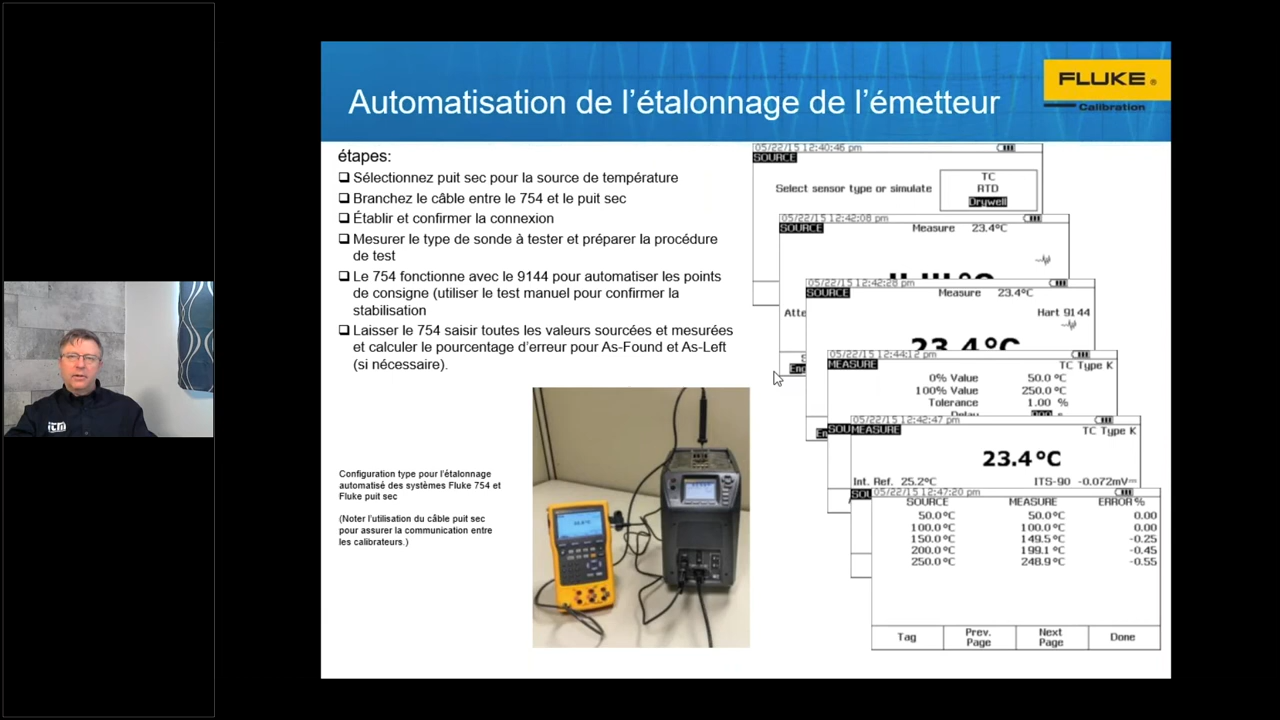 Automatisation de l’étalonnage de l’émetteur
FLUKE ®
Calibration
étapes:
❑ Sélectionnez puit sec pour la source de température
❑ Branchez le câble entre le 754 et le puit sec
❑ Établir et confirmer la connexion
❑ Mesurer le type de sonde à tester et préparer la procédure
de test
❑ Le 754 fonctionne avec le 9144 pour automatiser les points
de consigne (utiliser le test manuel pour confirmer la
stabilisation
❑ Laisser le 754 saisir toutes les valeurs sourcées et mesurées
et calculer le pourcentage d’erreur pour As-Found et As-Left
(si nécessaire).
Configuration type pour l’étalonnage
automatisé des systèmes Fluke 754 et
Fluke puit sec
(Noter l’utilisation du câble puit sec
pour assurer la communication entre
les calibrateurs.)
itm
05/22/15 12:40:46 pm
SOURCE
TC
Select sensor type or simulate RTD
Drywell
05/22/15 12:42:08 pm
SOURCE Measure 23.4°C
05/22/15 12:42:28 pm
SOURCE Measure 23.4°C
Atte Hart 9144
23.4°C
05/22/15 12:44:12 pm
MEASURE TC Type K
0% Value 50.0 °C
100% Value 250.0 °C
Tolerance 1.00 %
Delay
05/22/15 12:42:47 pm
SOU MEASURE TC Type K
23.4°C
Int. Ref. 25.2°C ITS-90 -0.072mV
SOU 05/22/15 12:47:20 pm
SOURCE MEASURE ERROR %
50.0°C 50.0°C 0.00
100.0°C 100.0°C 0.00
150.0°C 149.5°C -0.25
200.0°C 199.1°C -0.45
250.0°C 248.9°C -0.55
Tag Prev. Page Next Page Done